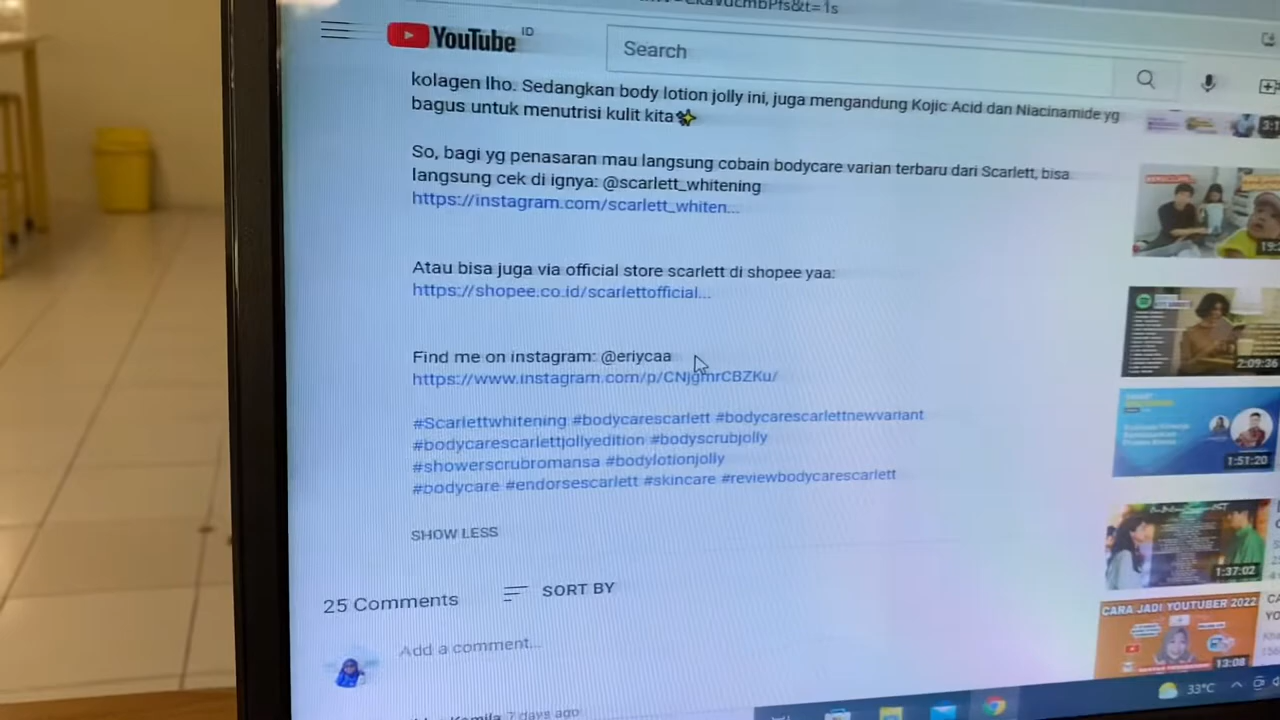 YouTube ID
Search
kolagen lho. Sedangkan body lotion jolly ini, juga mengandung Kojic Acid dan Niacinamide yg
bagus untuk menutrisi kulit kita✨
So, bagi yg penasaran mau langsung cobain bodycare varian terbaru dari Scarlett, bisa
langsung cek di ignya: @scarlett_whitening
https://instagram.com/scarlett_whiten...
Atau bisa juga via official store scarlett di shopee yaa:
https://shopee.co.id/scarlettofficial...
Find me on instagram: @eriycaa
https://www.instagram.com/p/CNjgmrCBZKu/
#Scarlettwhitening #bodycarescarlett #bodycarescarlettnewvariant
#bodycarescarlettjollyedition #bodyscrubjolly
#showerscrubromansa #bodylotionjolly
#bodycare #endorsescarlett #skincare #reviewbodycarescarlett
SHOW LESS
25 Comments
SORT BY
Add a comment...
7 days ago
2:09:36
1:51:20
1:37:02
CARA JADI YOUTUBER 2022
13:08
33°C